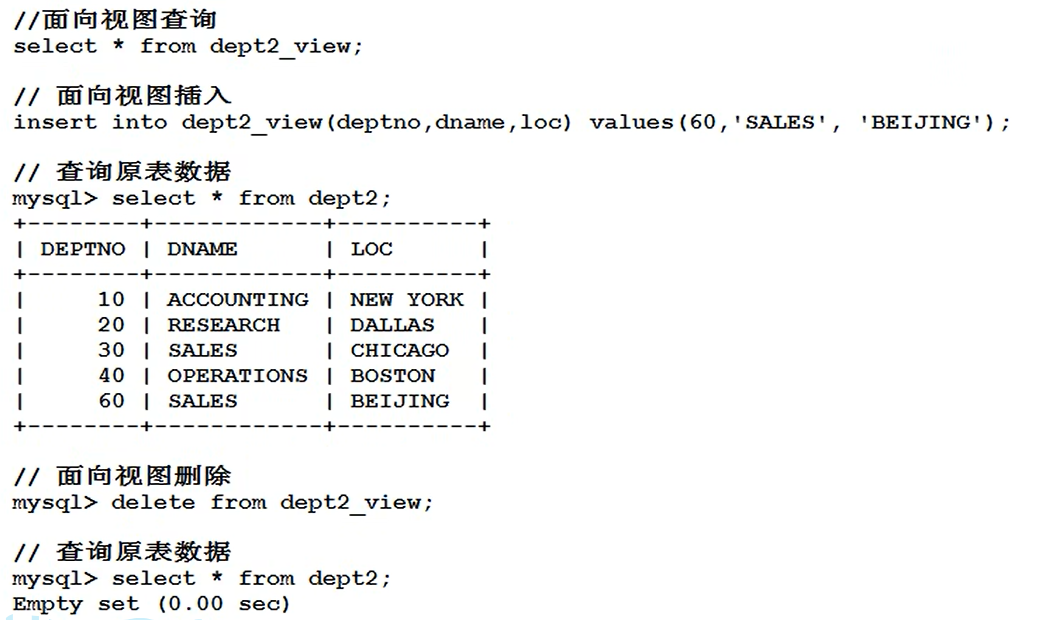 //面向视图查询
select * from dept2_view;
// 面向视图插入
insert into dept2_view(deptno,dname,loc) values(60,'SALES', 'BEIJING');
// 查询原表数据
mysql> select * from dept2;
+--------+------------+----------+
| DEPTNO | DNAME      | LOC      |
+--------+------------+----------+
|     10 | ACCOUNTING | NEW YORK |
|     20 | RESEARCH   | DALLAS   |
|     30 | SALES      | CHICAGO  |
|     40 | OPERATIONS | BOSTON   |
|     60 | SALES      | BEIJING  |
+--------+------------+----------+
// 面向视图删除
mysql> delete from dept2_view;
// 查询原表数据
mysql> select * from dept2;
Empty set (0.00 sec)